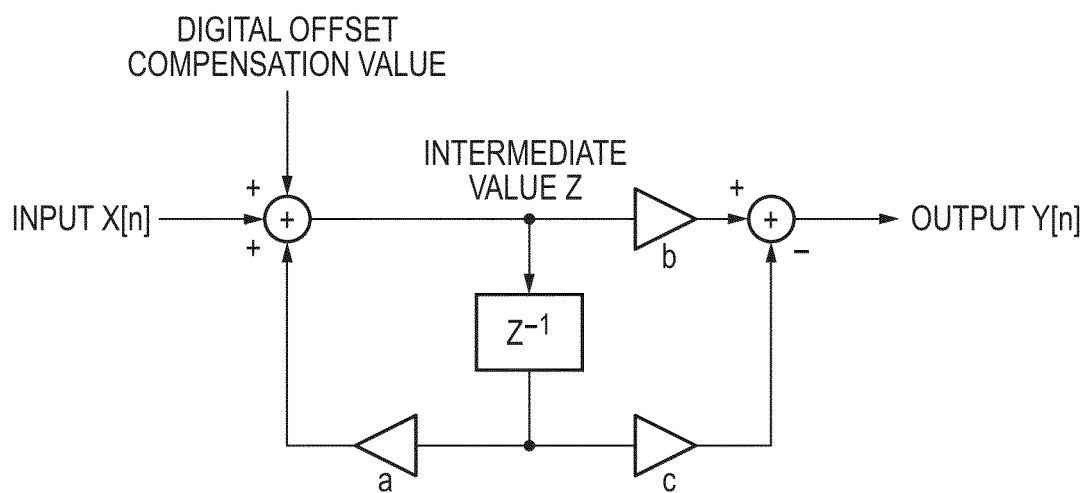 DIGITAL OFFSET
COMPENSATION VALUE
INTERMEDIATE
VALUE Z
INPUT X[n]
+
+
+
b
+
+
−
OUTPUT Y[n]
Z⁻¹
a
c